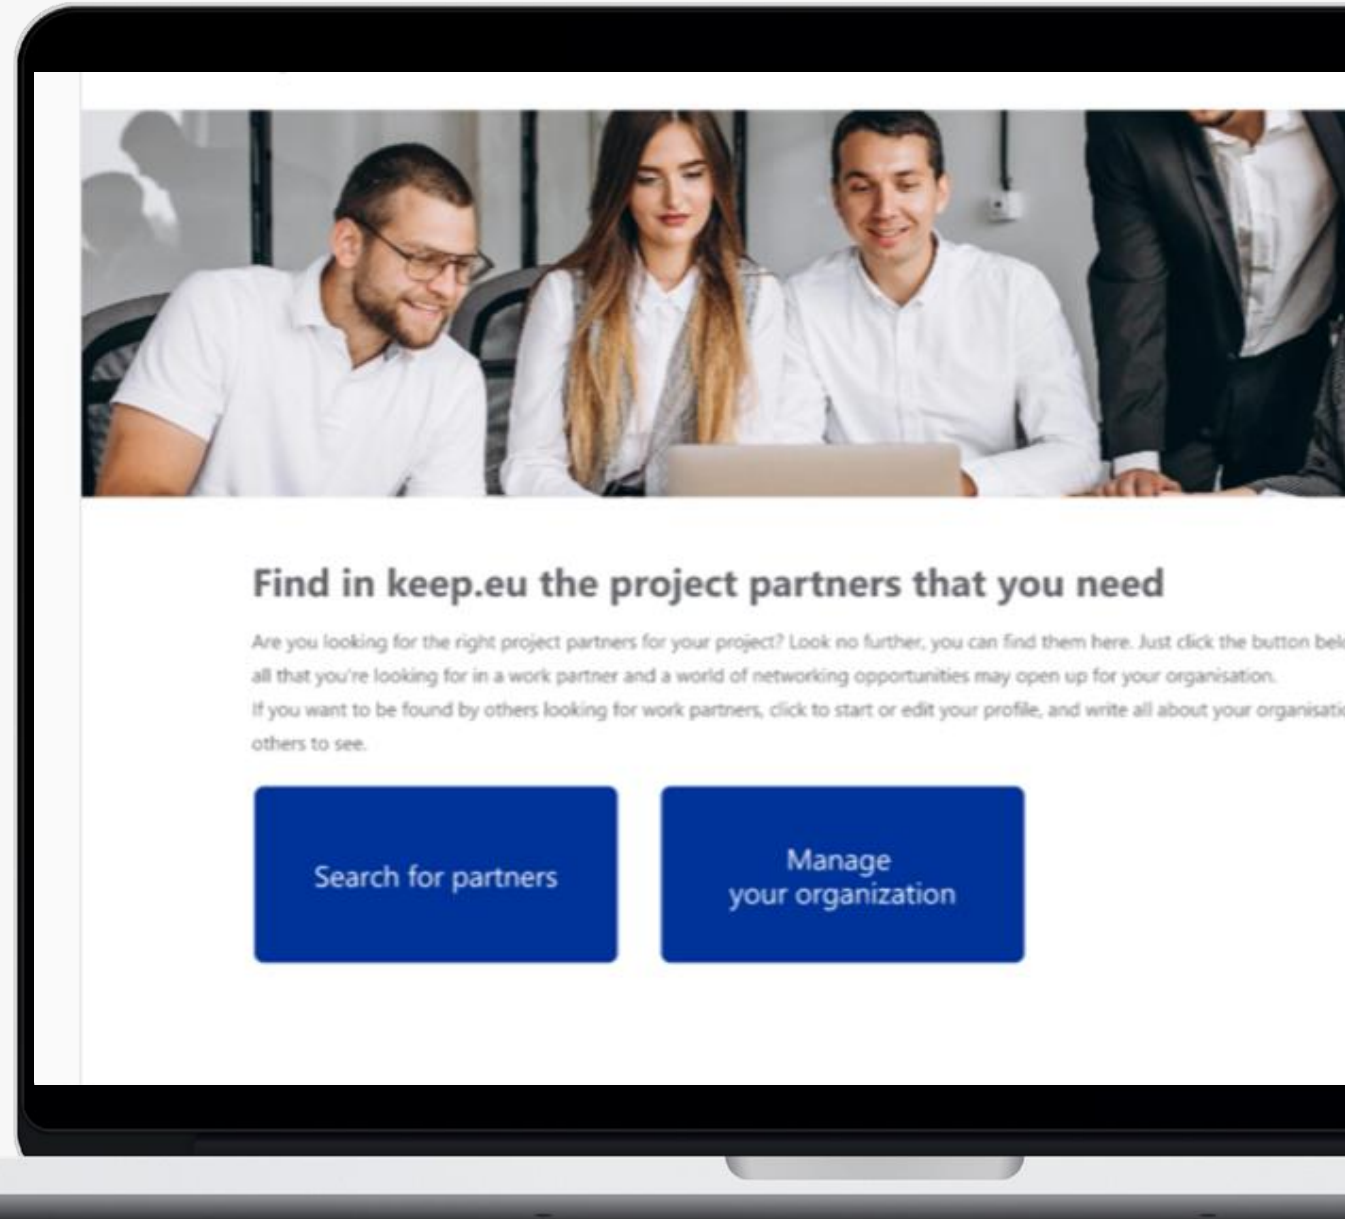 Find in keep.eu the project partners that you need
Are you looking for the right project partners for your project? Look no further, you can find them here. Just click the button
all that you're looking for in a work partner and a world of networking opportunities may open up for your organisation.
If you want to be found by others looking for work partners, click to start or edit your profile, and write all about your
others to see.
Search for partners
Manage
your organization